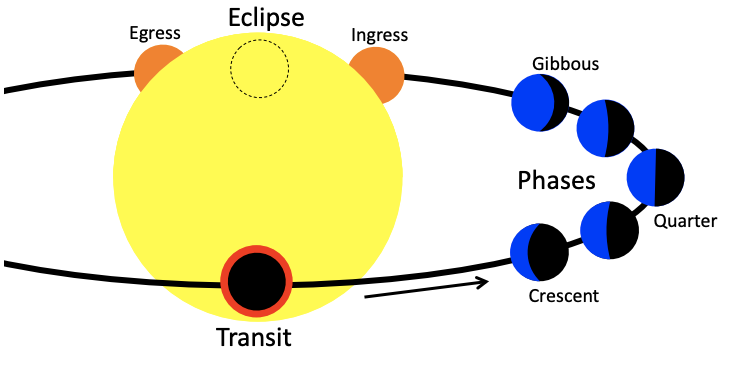 Eclipse
Egress
Ingress
Gibbous
Phases
Quarter
Crescent
Transit